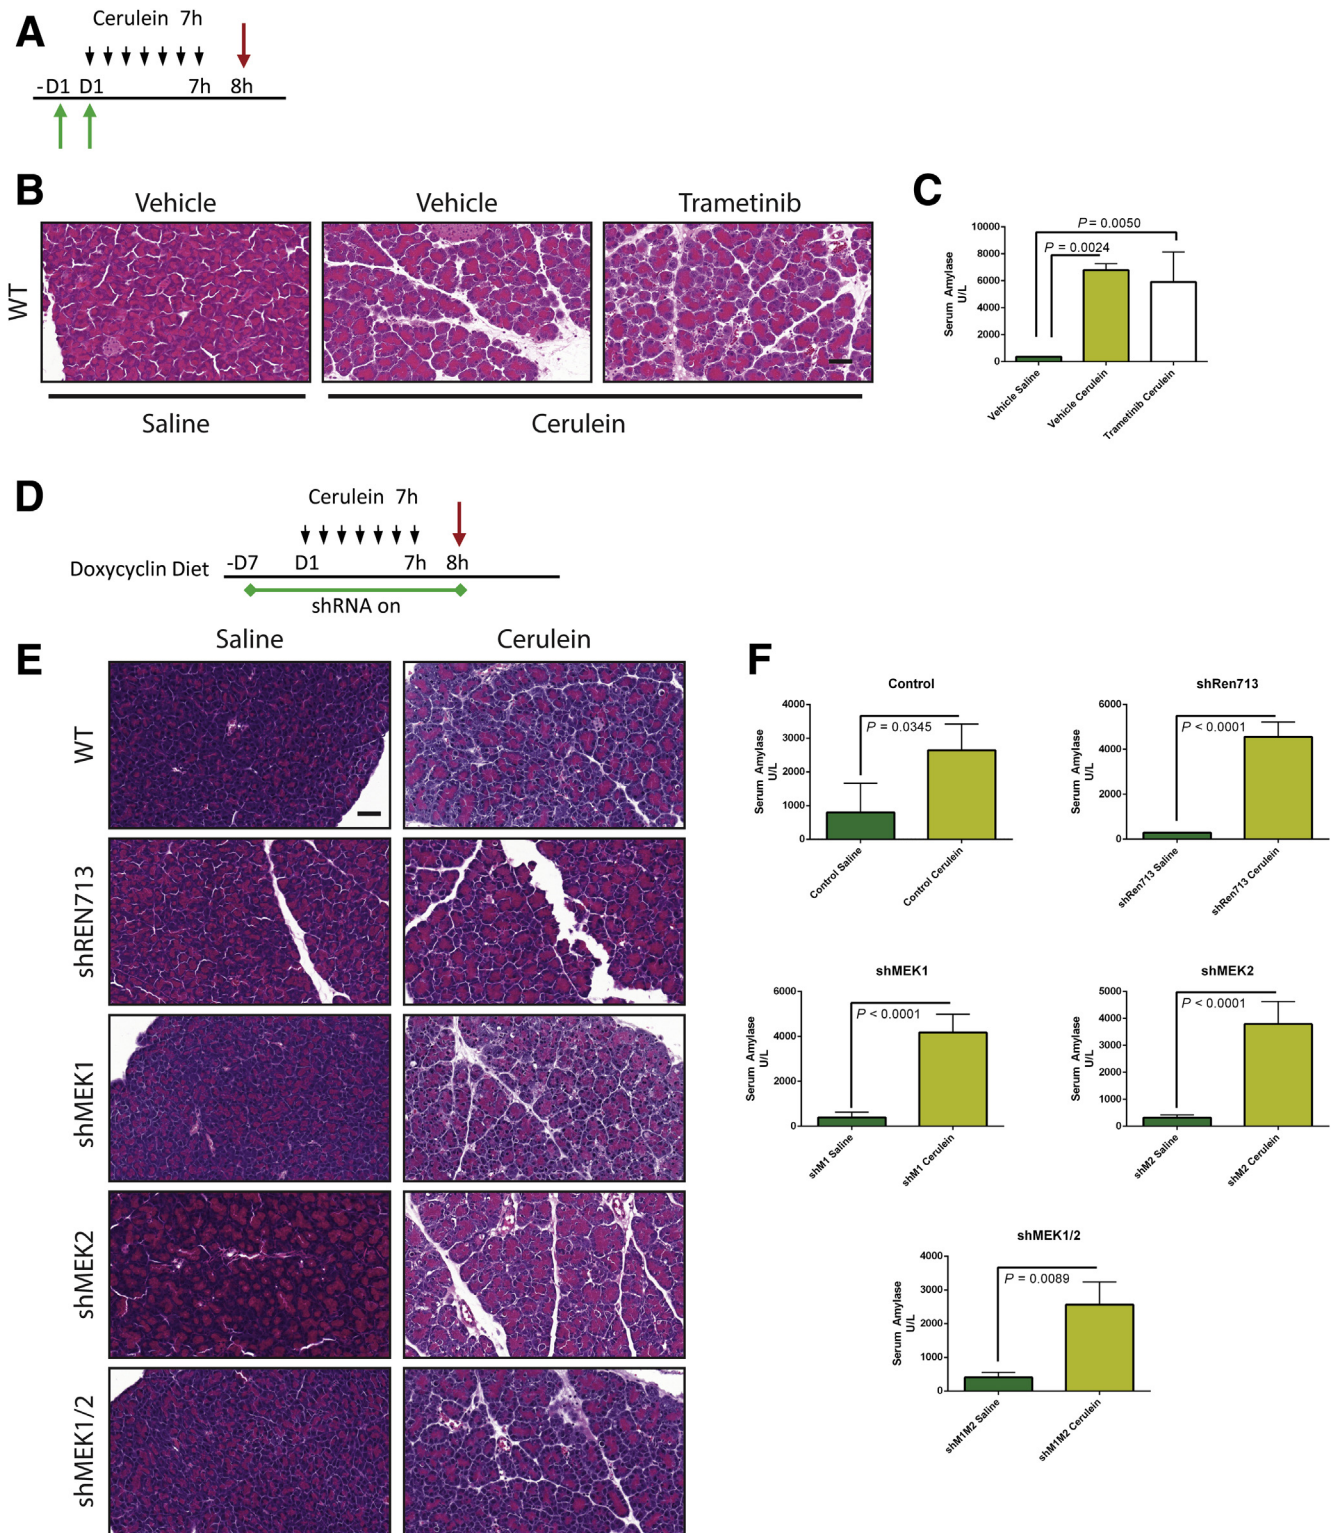 A
Cerulein 7h
-D1 D1 7h 8h
B
Vehicle Vehicle Trametinib
WT
Saline Cerulein
C
P = 0.0050
P = 0.0024
10000
8000
6000
4000
2000
0
Serum Amylase
U/L
Vehicle Saline
Vehicle Cerulein
Trametinib Cerulein
D
Cerulein 7h
Doxycyclin Diet -D7 D1 7h 8h
shRNA on
E
Saline Cerulein
WT
shREN713
shMEK1
shMEK2
shMEK1/2
F
Control
P = 0.0345
4000
3000
2000
1000
0
Serum Amylase
U/L
Control Saline
Control Cerulein
shRen713
P < 0.0001
6000
4000
2000
0
Serum Amylase
U/L
shRen713 Saline
shRen713 Cerulein
shMEK1
P < 0.0001
6000
4000
2000
0
Serum Amylase
U/L
shM1 Saline
shM1 Cerulein
shMEK2
P < 0.0001
5000
4000
3000
2000
1000
0
Serum Amylase
U/L
shM2 Saline
shM2 Cerulein
shMEK1/2
P = 0.0089
4000
3000
2000
1000
0
Serum Amylase
U/L
shM1M2 Saline
shM1M2 Cerulein